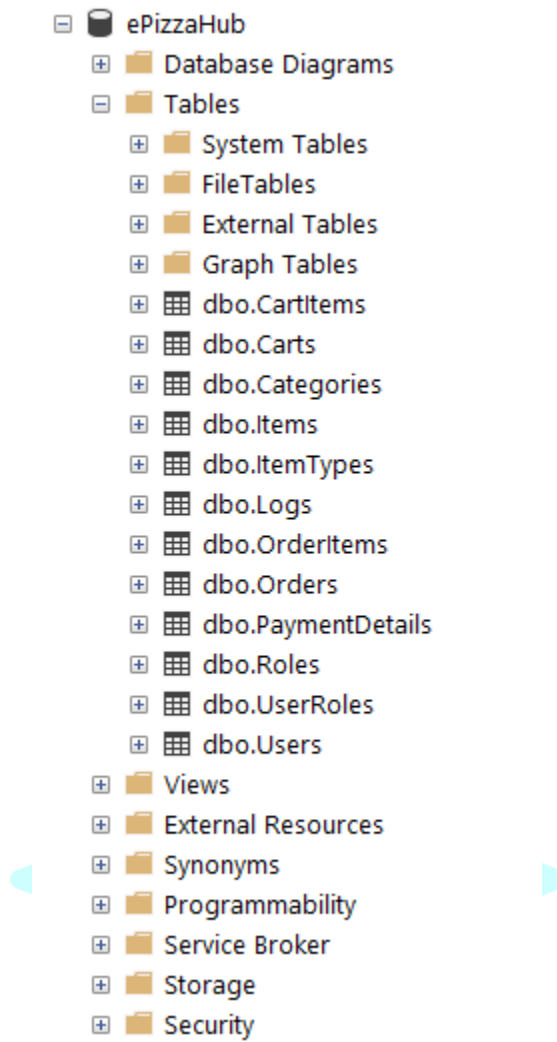 ePizzaHub
Database Diagrams
Tables
System Tables
FileTables
External Tables
Graph Tables
dbo.CartItems
dbo.Carts
dbo.Categories
dbo.Items
dbo.ItemTypes
dbo.Logs
dbo.OrderItems
dbo.Orders
dbo.PaymentDetails
dbo.Roles
dbo.UserRoles
dbo.Users
Views
External Resources
Synonyms
Programmability
Service Broker
Storage
Security